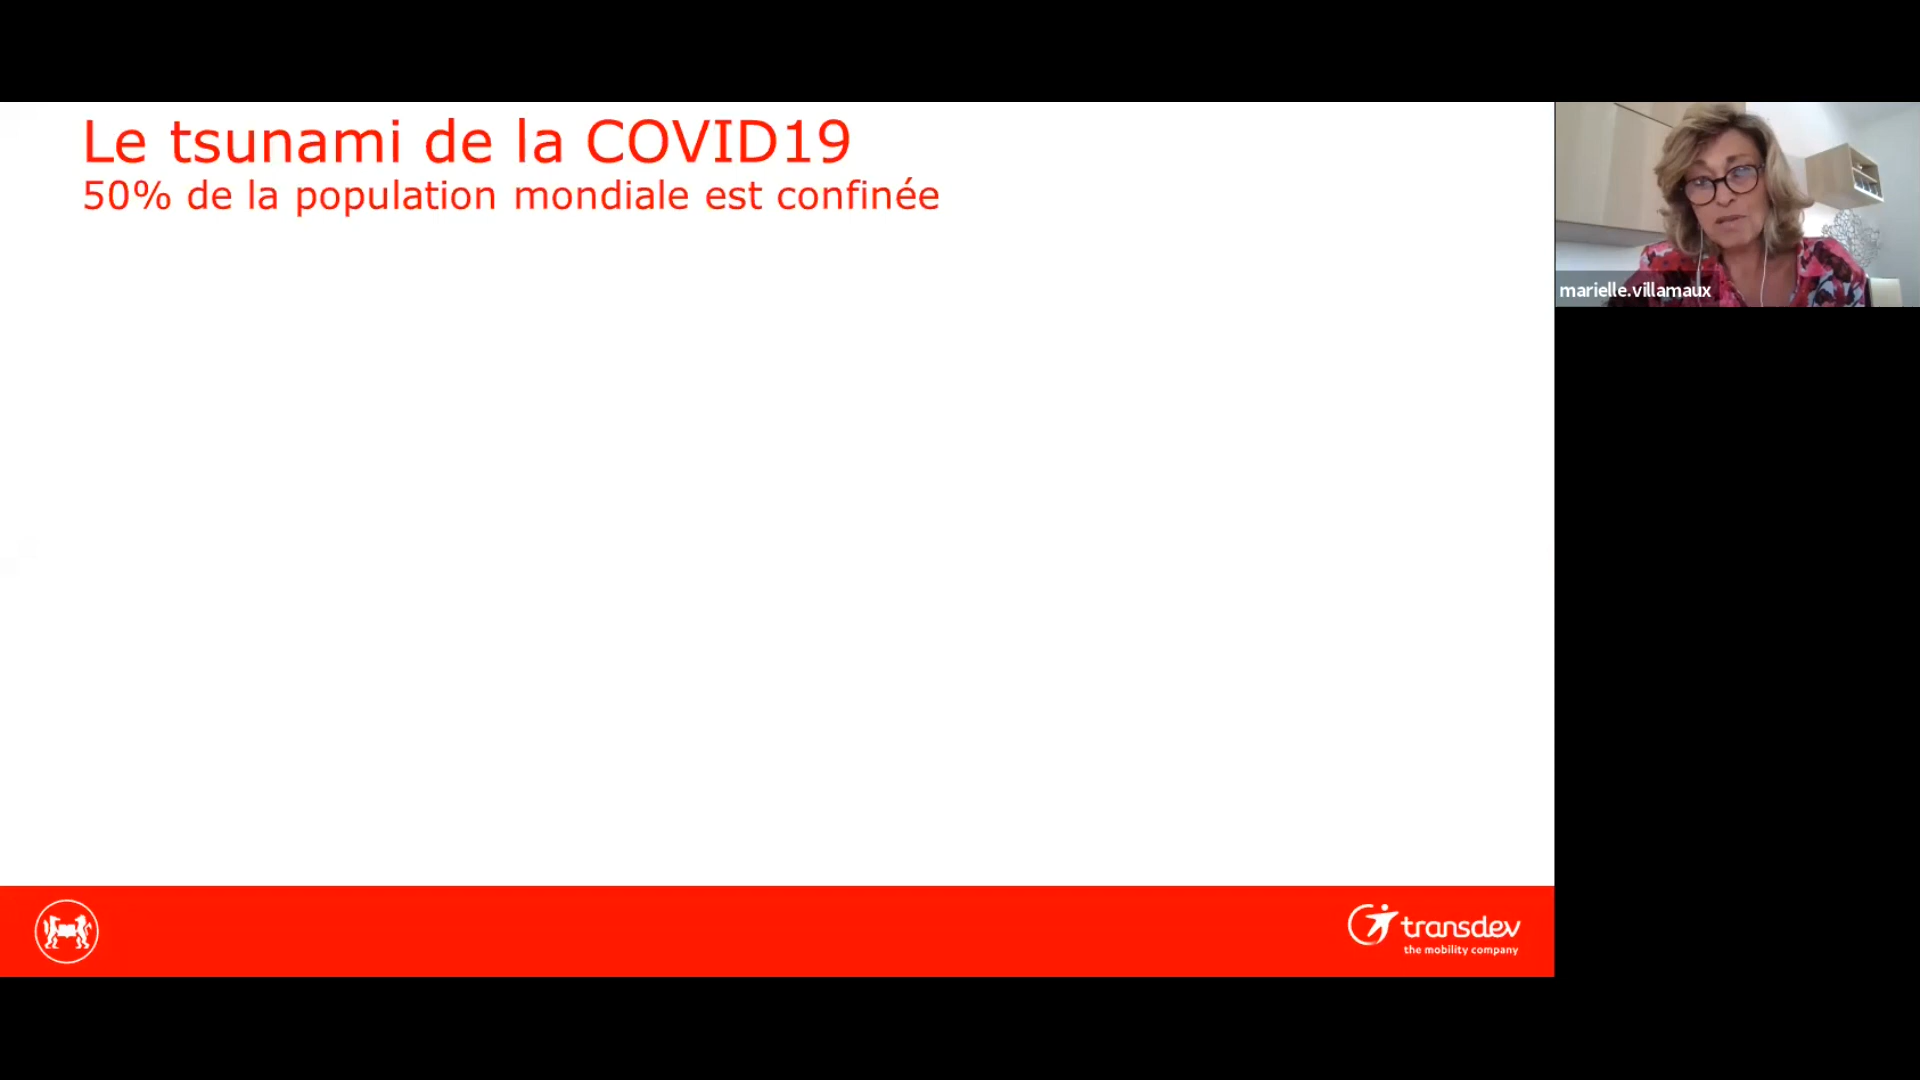 Le tsunami de la COVID19
50% de la population mondiale est confinée
marielle.villamaux
transdev
the mobility company